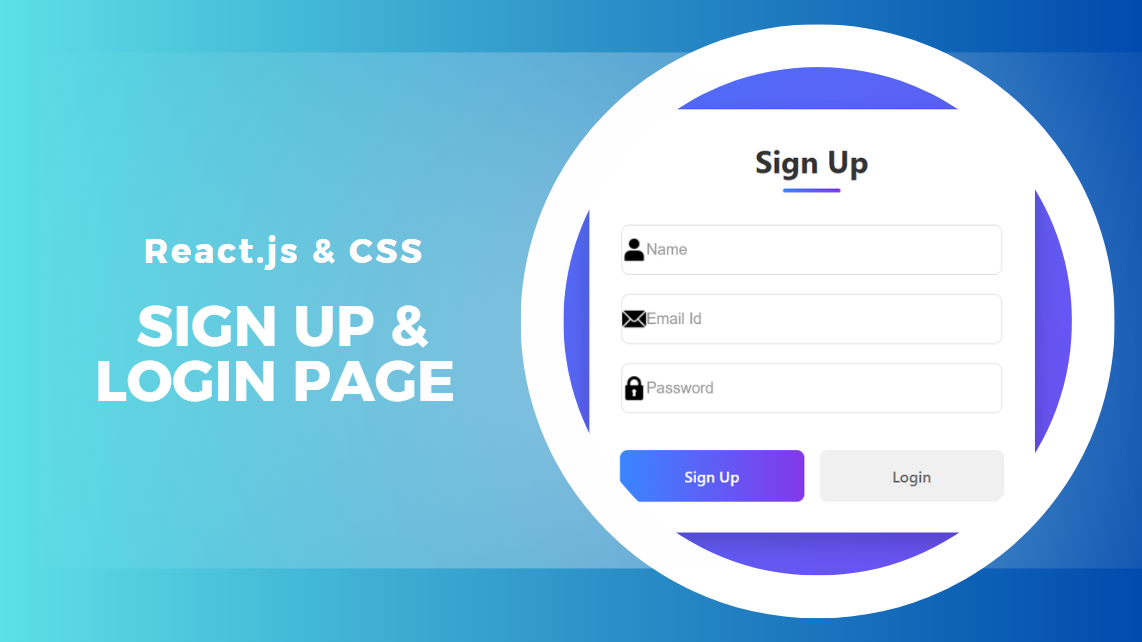 React.js & CSS
SIGN UP &
LOGIN PAGE
Sign Up
Name
Email Id
Password
Sign Up
Login